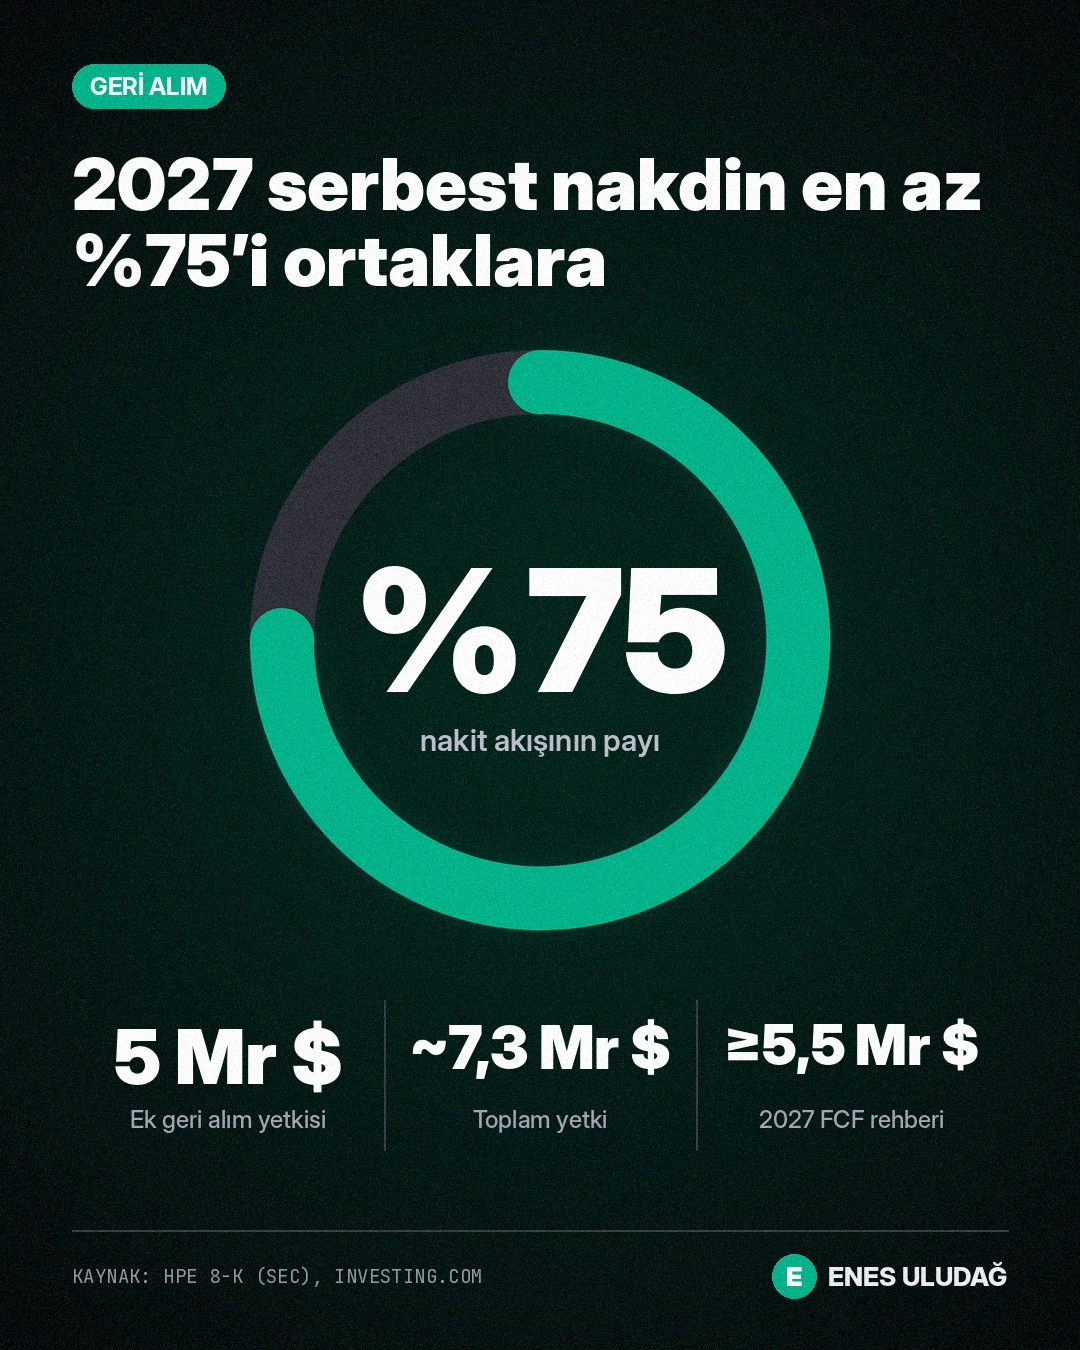 GERİ ALIM
2027 serbest nakdin en az
%75’i ortaklara
%75
nakit akışının payı
5 Mr $
Ek geri alım yetkisi
~7,3 Mr $
Toplam yetki
≥5,5 Mr $
2027 FCF rehberi
KAYNAK: HPE 8-K (SEC), INVESTING.COM
E ENES ULUDAĞ